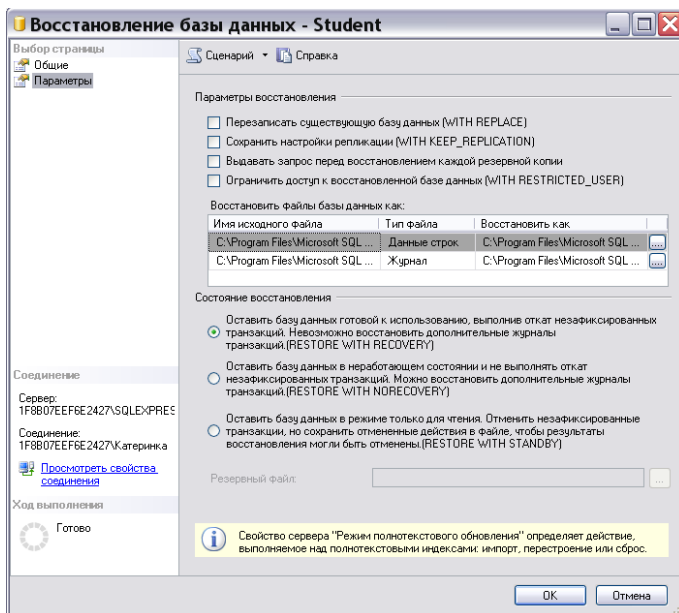 Восстановление базы данных - Student
Выбор страницы
Общие
Параметры
Сценарий
Справка
Параметры восстановления
Перезаписать существующую базу данных (WITH REPLACE)
Сохранить настройки репликации (WITH KEEP_REPLICATION)
Выдавать запрос перед восстановлением каждой резервной копии
Ограничить доступ к восстановленной базе данных (WITH RESTRICTED_USER)
Восстановить файлы базы данных как:
Имя исходного файла Тип файла Восстановить как
C:\Program Files\Microsoft SQL ... Данные строк C:\Program Files\Microsoft SQL ... ...
C:\Program Files\Microsoft SQL ... Журнал C:\Program Files\Microsoft SQL ... ...
Состояние восстановления
Оставить базу данных готовой к использованию, выполнив откат незафиксированных
транзакций. Невозможно восстановить дополнительные журналы
транзакций.(RESTORE WITH RECOVERY)
Оставить базу данных в неработающем состоянии и не выполнять откат
незафиксированных транзакций. Можно восстановить дополнительные журналы
транзакций.(RESTORE WITH NORECOVERY)
Оставить базу данных в режиме только для чтения. Отменить незафиксированные
транзакции, но сохранить отмененные действия в файле, чтобы результаты
восстановления могли быть отменены.(RESTORE WITH STANDBY)
Резервный файл:
...
Соединение
Сервер:
1F8B07EEF6E2427\SQLEXPRES
Соединение:
1F8B07EEF6E2427\Катеринка
Просмотреть свойства
соединения
Ход выполнения
Готово
Свойство сервера "Режим полнотекстового обновления" определяет действие,
выполняемое над полнотекстовыми индексами: импорт, перестроение или сброс.
OK
Отмена